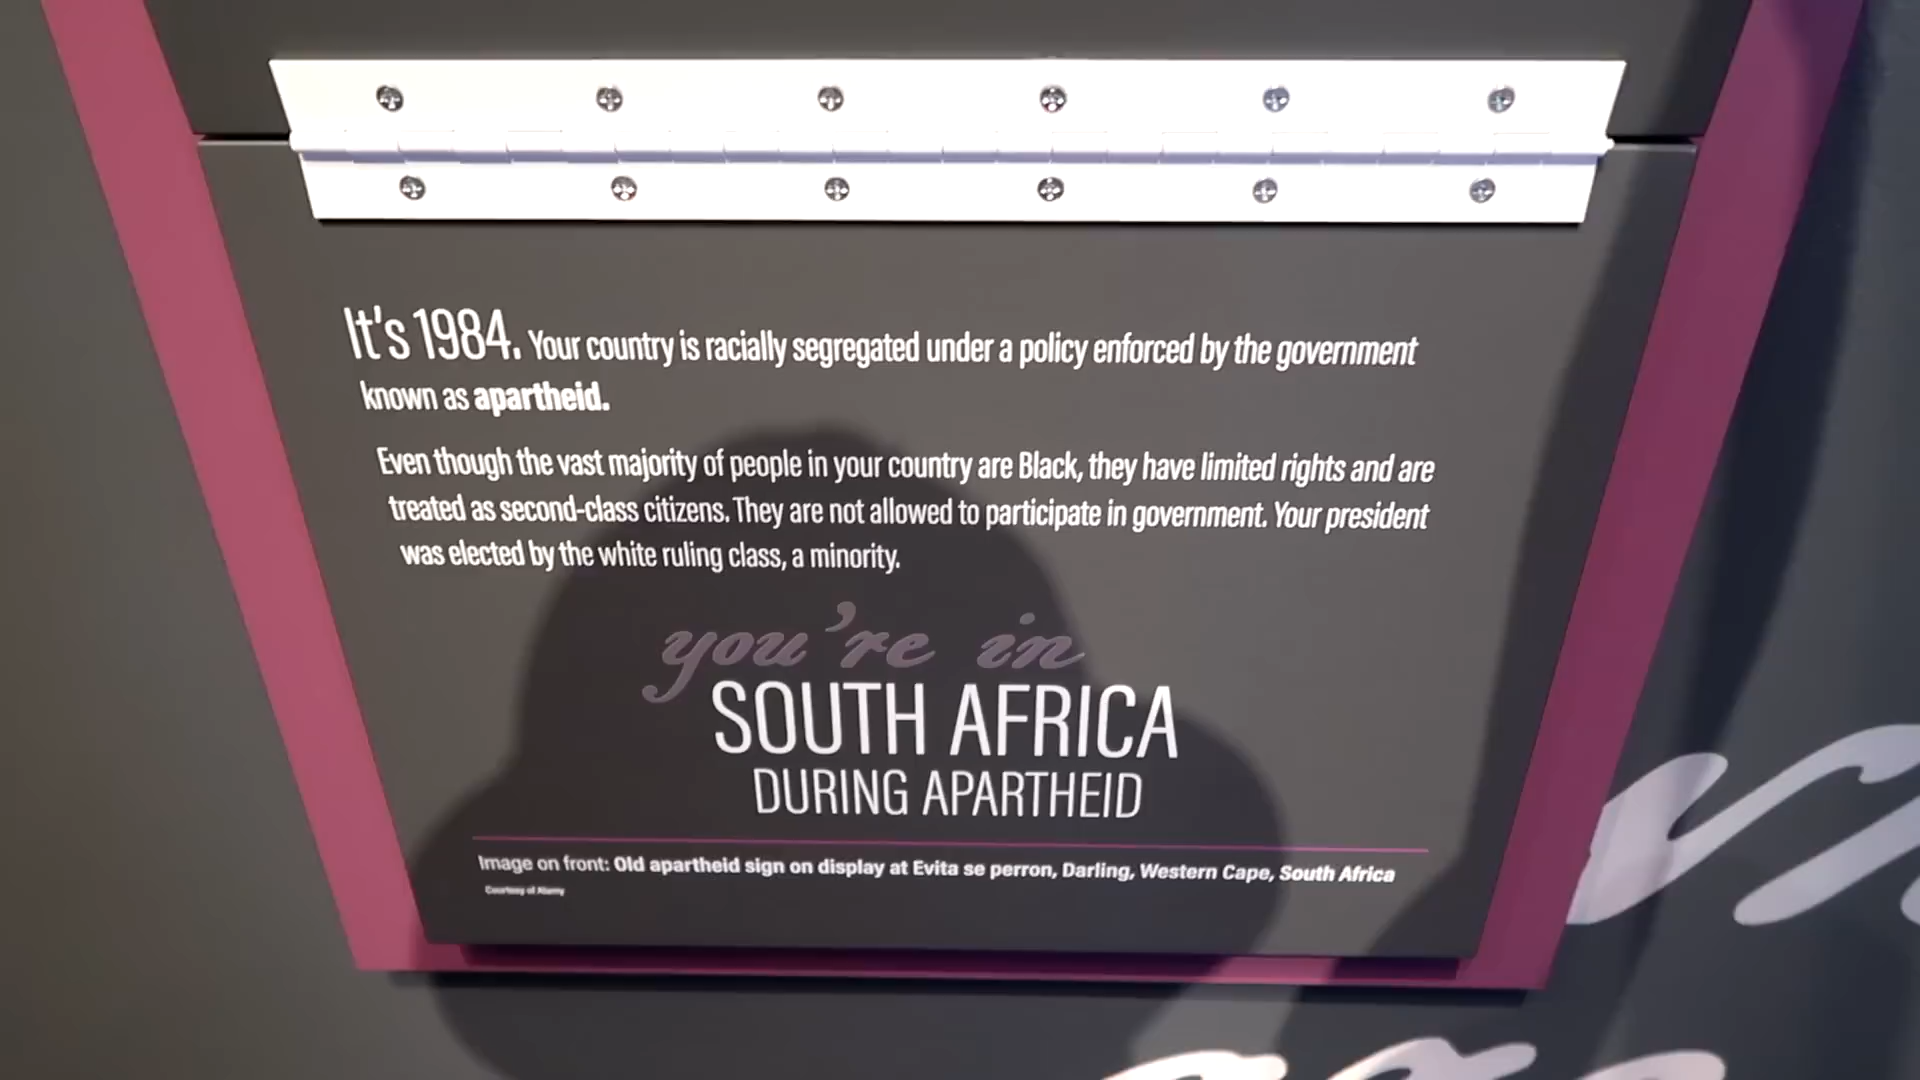 It's 1984. Your country is racially segregated under a policy enforced by the government
known as apartheid.
Even though the vast majority of people in your country are Black, they have limited rights and are
treated as second-class citizens. They are not allowed to participate in government. Your president
was elected by the white ruling class, a minority.
you're in
SOUTH AFRICA
DURING APARTHEID
Image on front: Old apartheid sign on display at Evita se perron, Darling, Western Cape, South Africa
Courtesy of Alamy